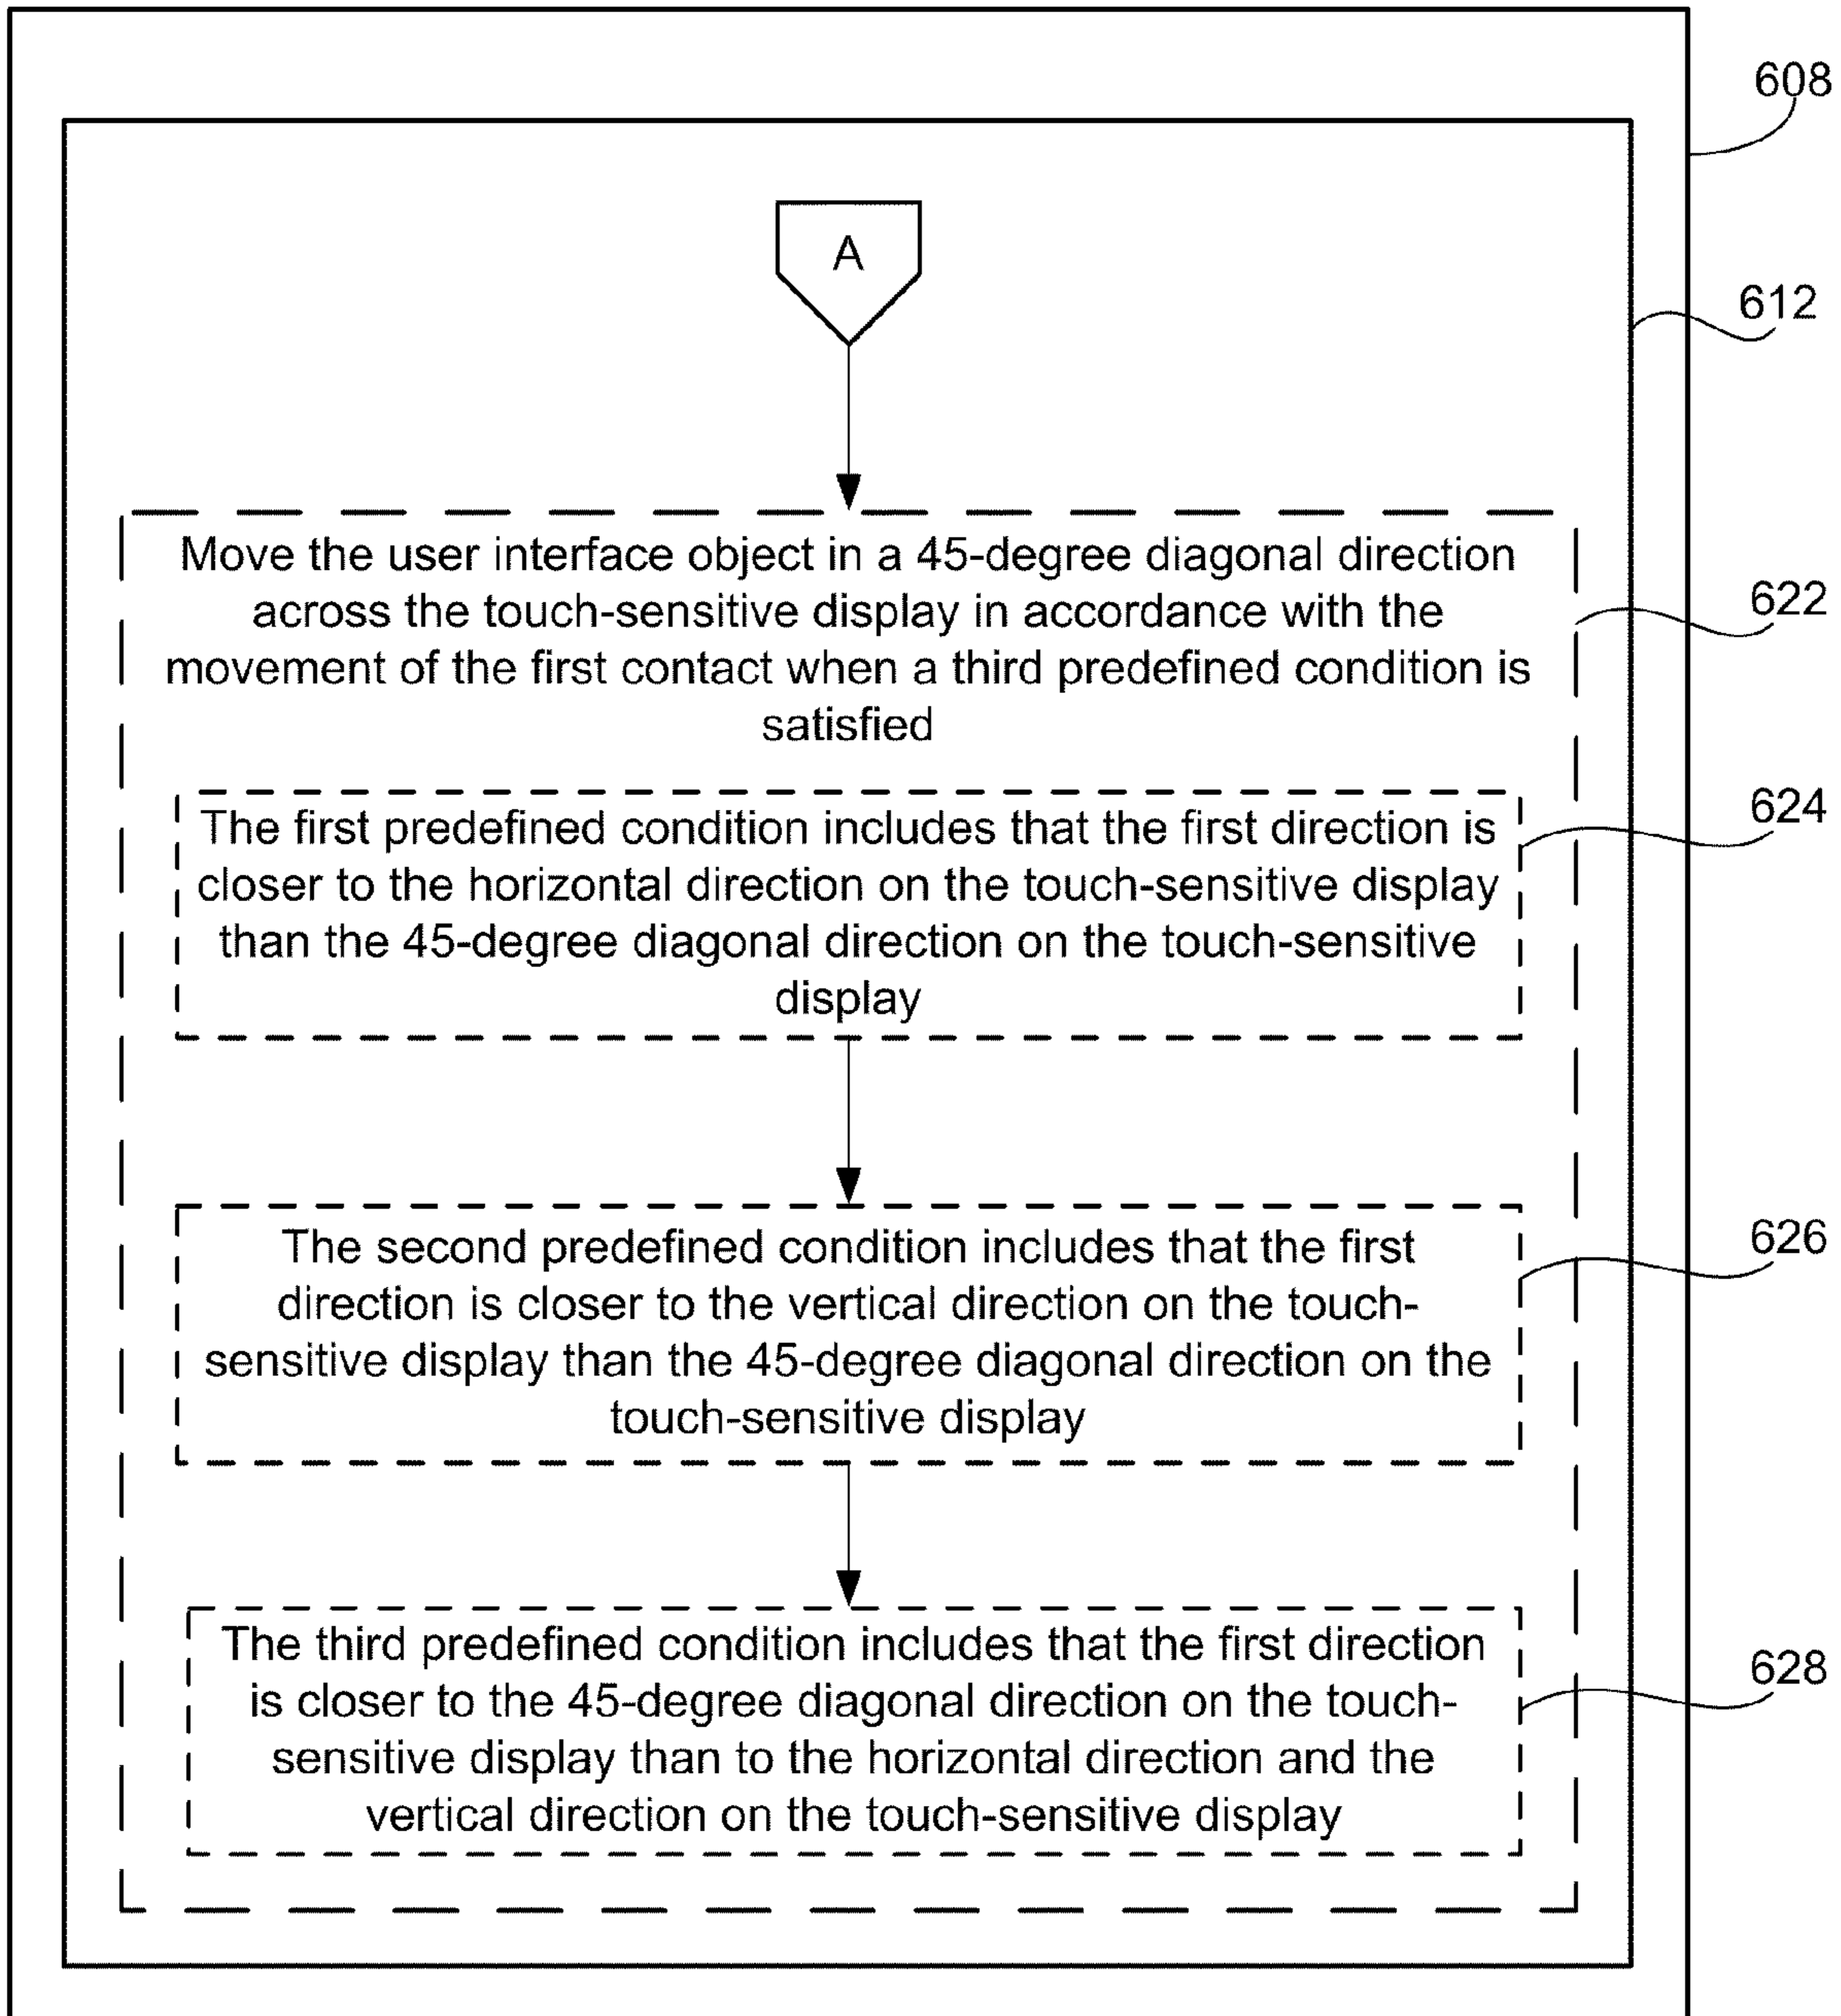 608
612
A
Move the user interface object in a 45-degree diagonal direction
across the touch-sensitive display in accordance with the
movement of the first contact when a third predefined condition is
satisfied
622
The first predefined condition includes that the first direction is
closer to the horizontal direction on the touch-sensitive display
than the 45-degree diagonal direction on the touch-sensitive
display
624
The second predefined condition includes that the first
direction is closer to the vertical direction on the touch-
sensitive display than the 45-degree diagonal direction on the
touch-sensitive display
626
The third predefined condition includes that the first direction
is closer to the 45-degree diagonal direction on the touch-
sensitive display than to the horizontal direction and the
vertical direction on the touch-sensitive display
628